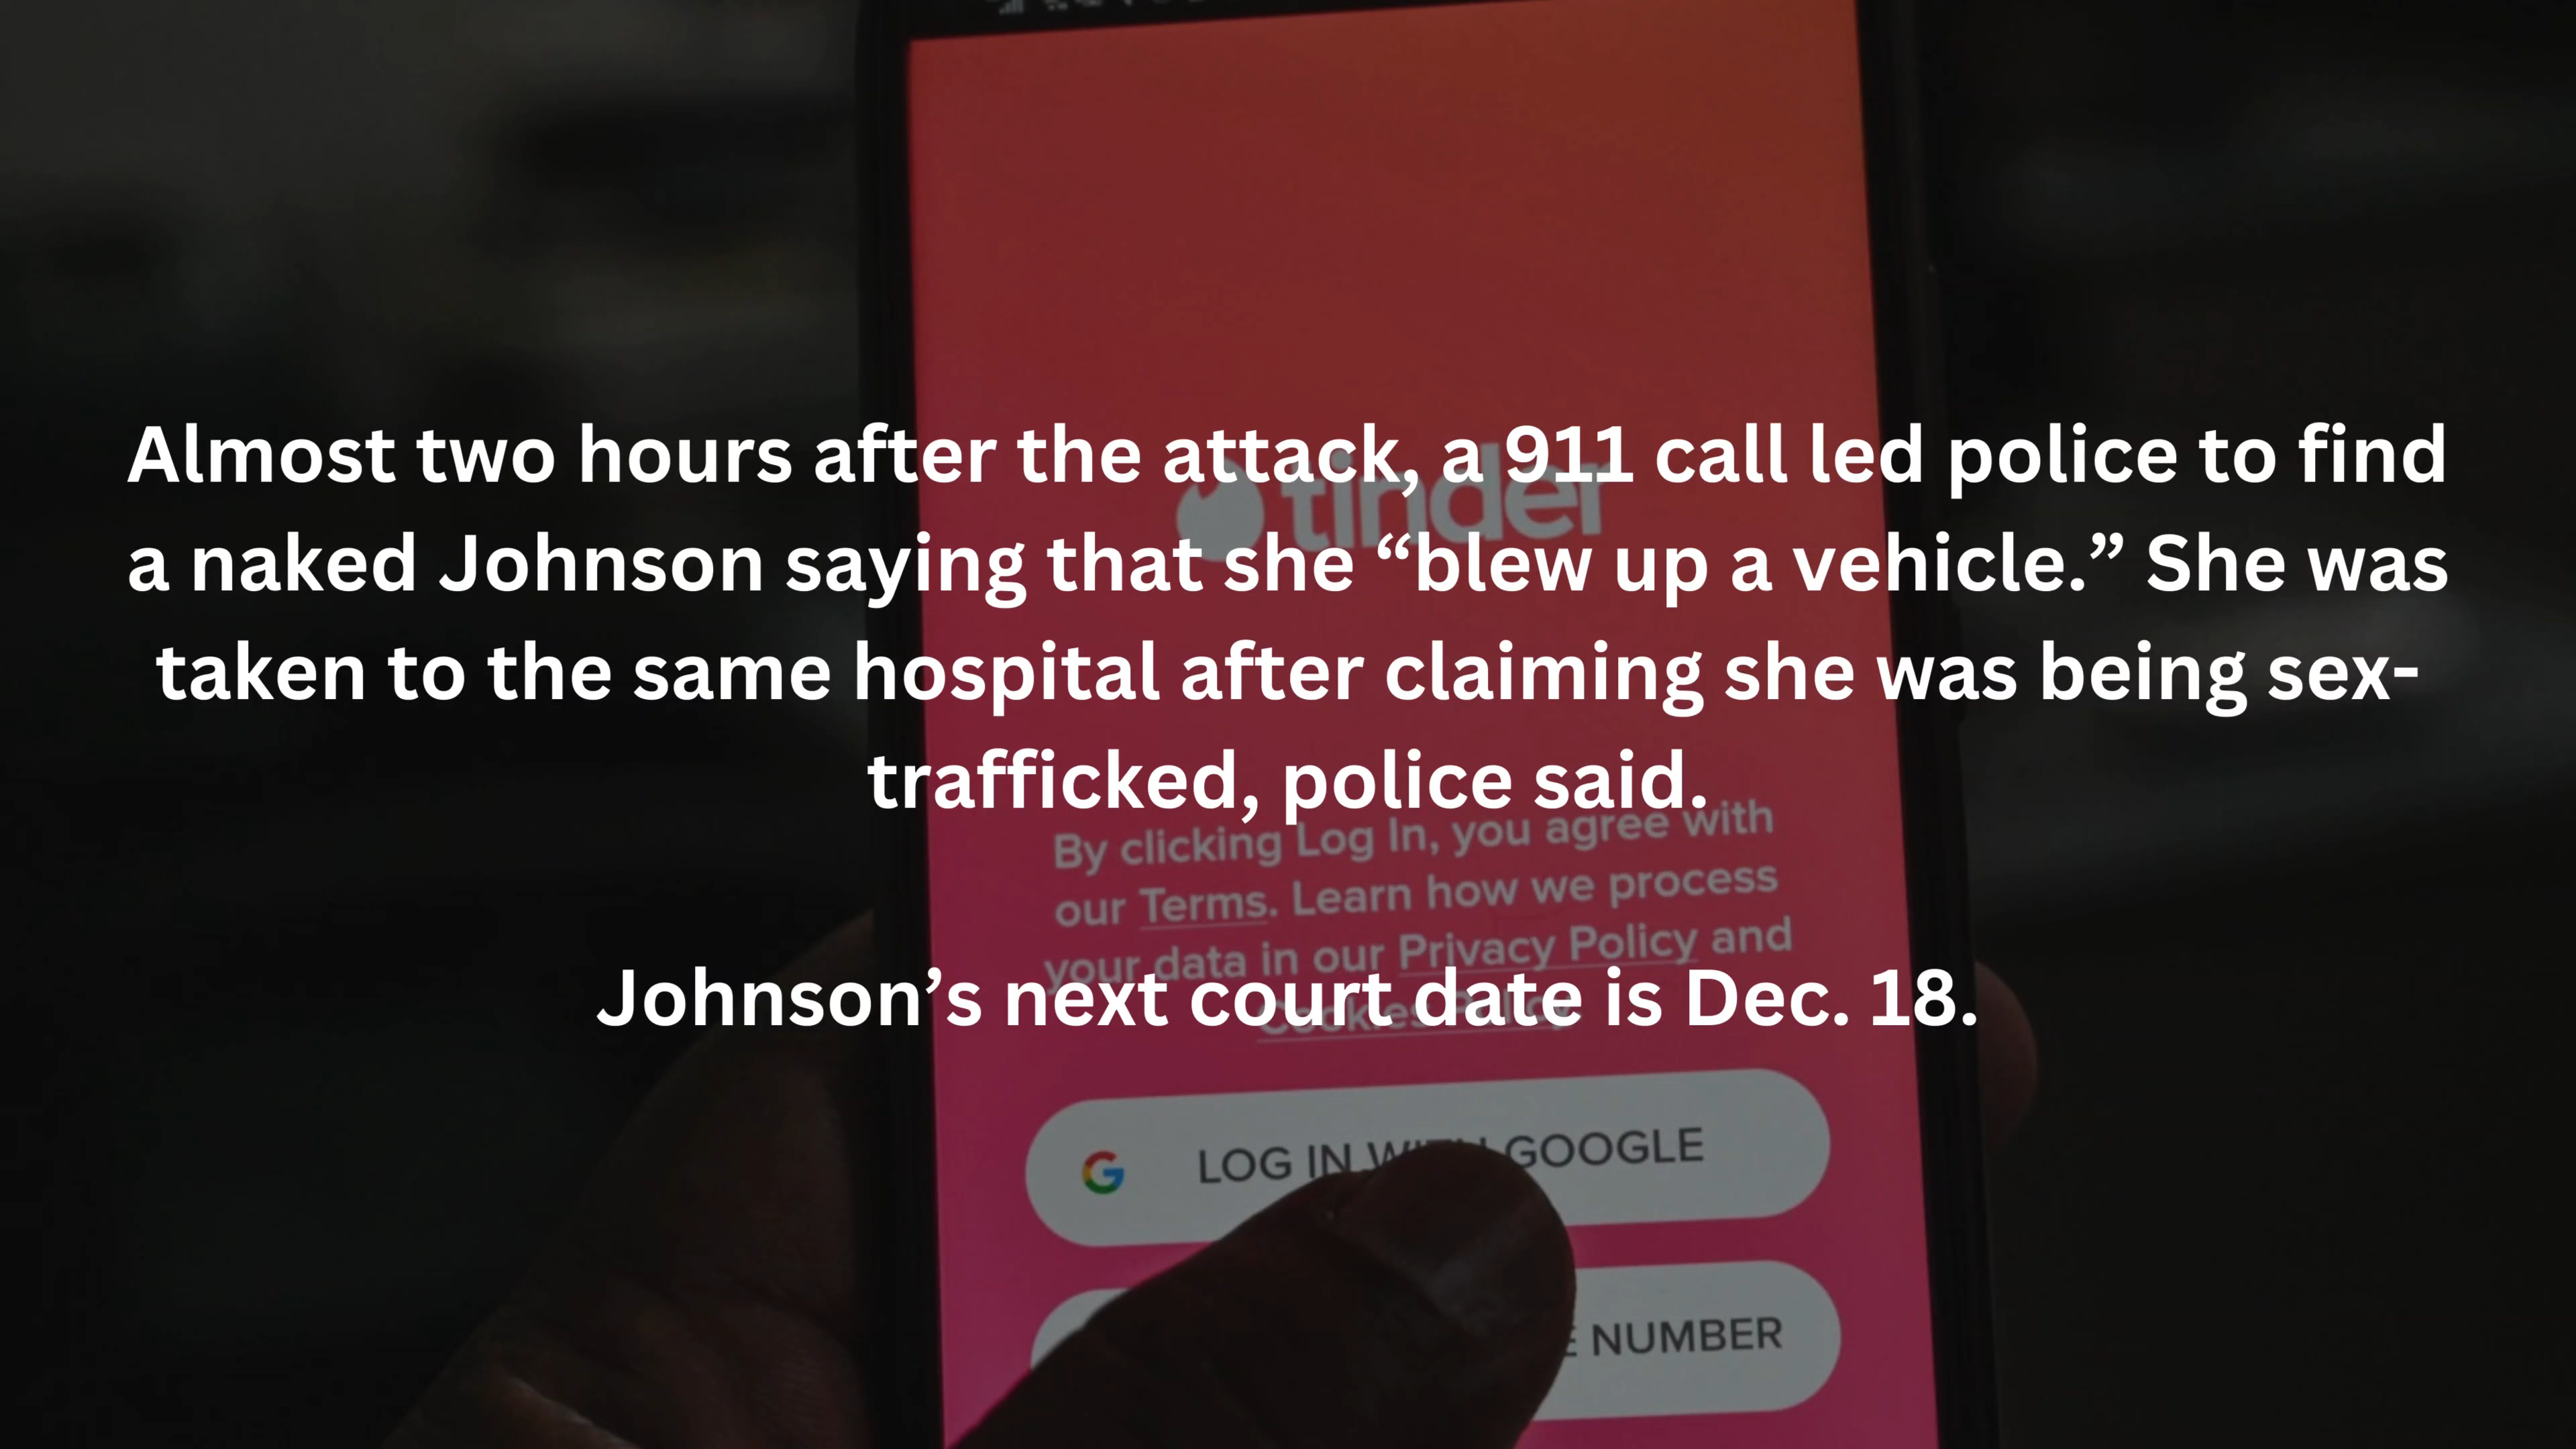 Almost two hours after the attack, a 911 call led police to find
a naked Johnson saying that she “blew up a vehicle.” She was
taken to the same hospital after claiming she was being sex-
trafficked, police said.
Johnson’s next court date is Dec. 18.
tinder
By clicking Log In, you agree with
our Terms. Learn how we process
your data in our Privacy Policy and
Cookies Policy
LOG IN WITH GOOGLE
NUMBER